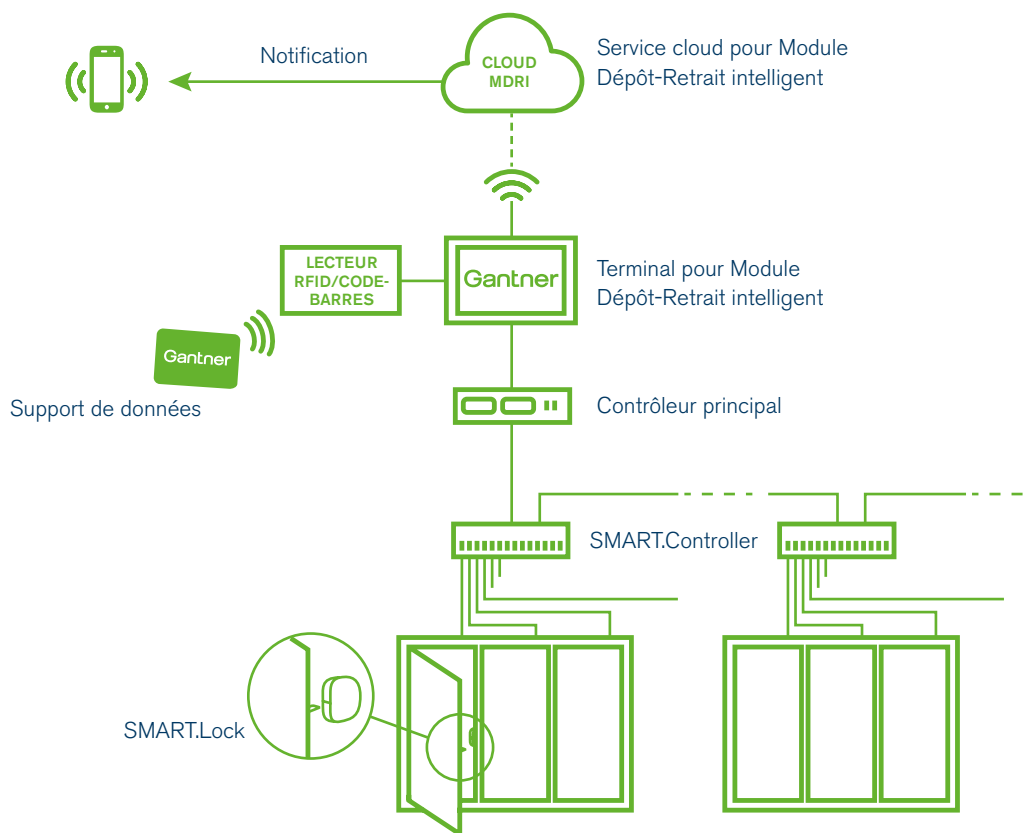 Notification
CLOUD
MDRI
Service cloud pour Module
Dépôt-Retrait intelligent
LECTEUR
RFID/CODE-
BARRES
Gantner
Terminal pour Module
Dépôt-Retrait intelligent
Gantner
Support de données
Contrôleur principal
SMART.Controller
SMART.Lock